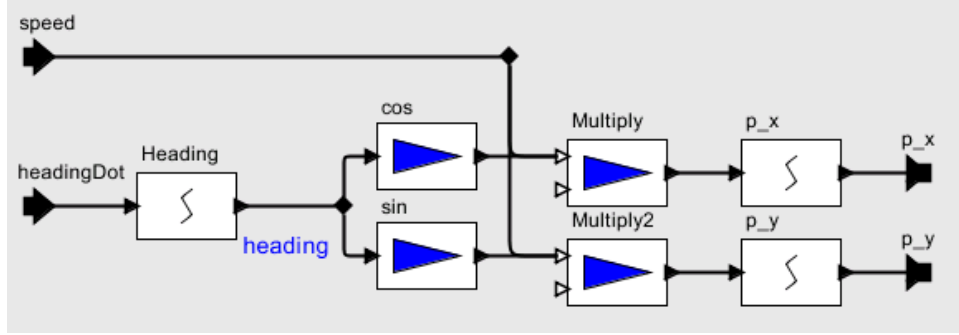 speed
cos
Multiply
p_x
p_x
headingDot
Heading
heading
sin
Multiply2
p_y
p_y